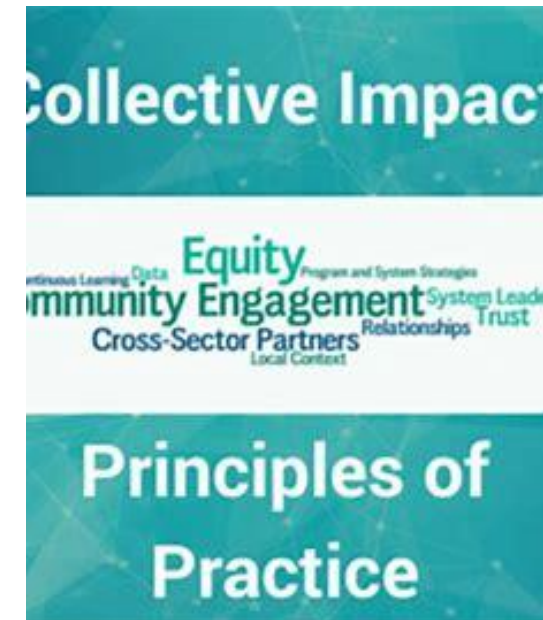 Collective Impact
Equity
Continuous Learning Data Program and System Strategies
ommunity Engagement System Leade
Trust
Cross-Sector Partners Relationships
Local Context
Principles of
Practice